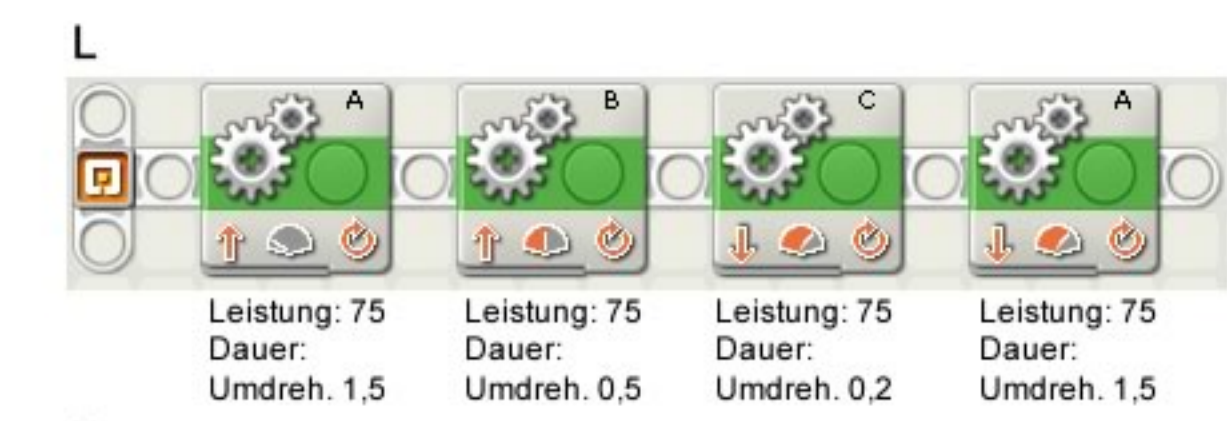 L
A
B
C
A
Leistung: 75
Dauer:
Umdreh. 1,5
Leistung: 75
Dauer:
Umdreh. 0,5
Leistung: 75
Dauer:
Umdreh. 0,2
Leistung: 75
Dauer:
Umdreh. 1,5